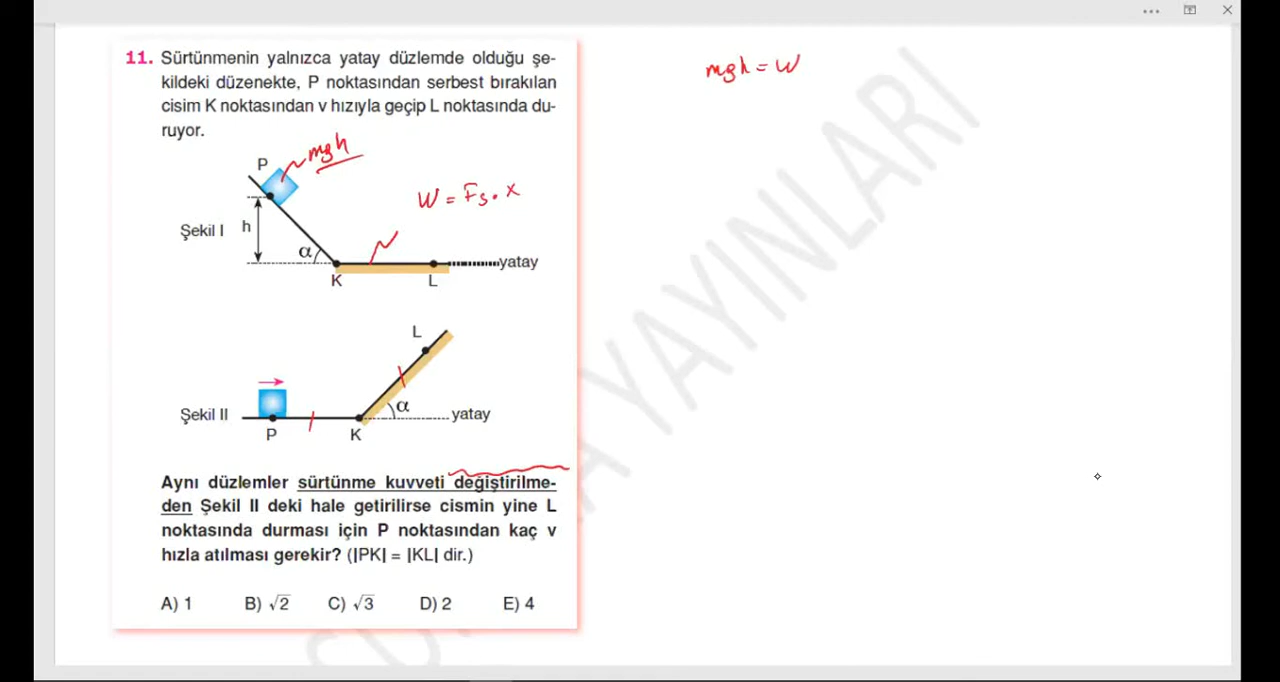 11. Sürtünmenin yalnızca yatay düzlemde olduğu şe-
kildeki düzenekte, P noktasından serbest bırakılan
cisim K noktasından v hızıyla geçip L noktasında du-
ruyor.
mgh = W
P
mgh
W = Fs . x
Şekil I
h
α
yatay
K
L
L
Şekil II
α
yatay
P
K
Aynı düzlemler sürtünme kuvveti değiştirilme-
den Şekil II deki hale getirilirse cismin yine L
noktasında durması için P noktasından kaç v
hızla atılması gerekir? (|PK| = |KL| dir.)
A) 1 B) √2 C) √3 D) 2 E) 4
YAYINLARI